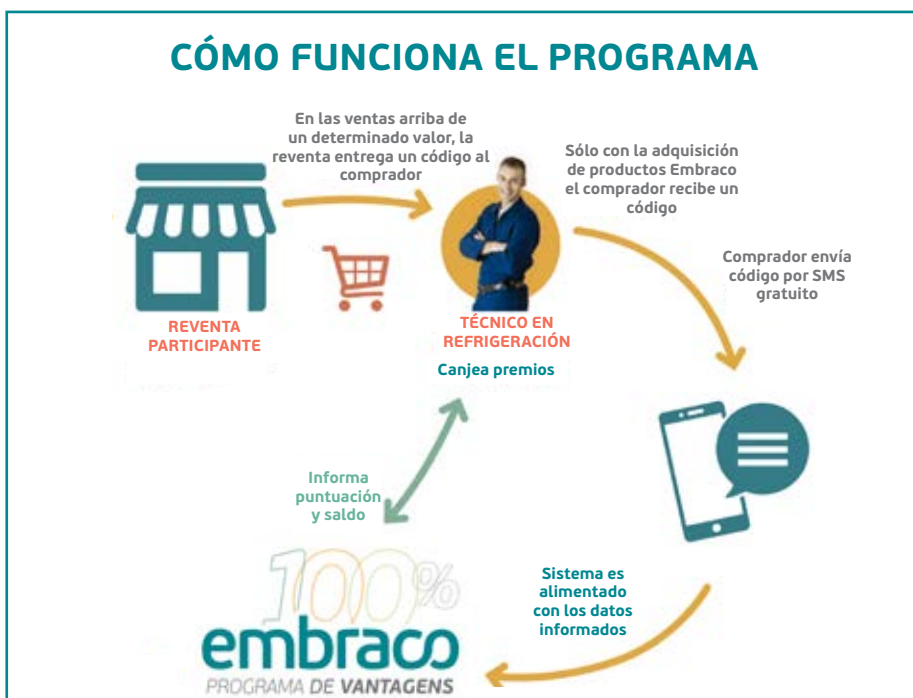 CÓMO FUNCIONA EL PROGRAMA
En las ventas arriba de
un determinado valor, la
reventa entrega un código al
comprador
Sólo con la adquisición
de productos Embraco
el comprador recibe un
código
Comprador envía
código por SMS
gratuito
REVENTA
PARTICIPANTE
TÉCNICO EN
REFRIGERACIÓN
Canjea premios
Informa
puntuación
y saldo
Sistema es
alimentado
con los datos
informados
100%
embraco
PROGRAMA DE VANTAGENS